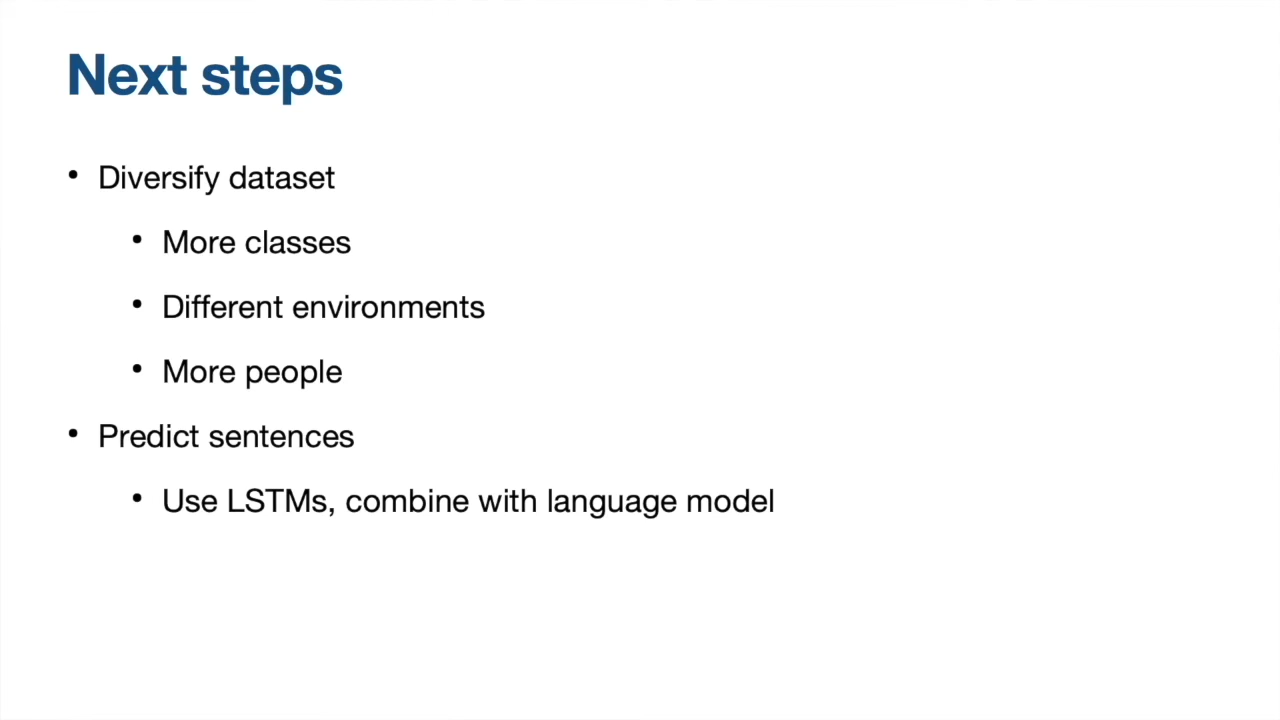 Next steps
• Diversify dataset
• More classes
• Different environments
• More people
• Predict sentences
• Use LSTMs, combine with language model